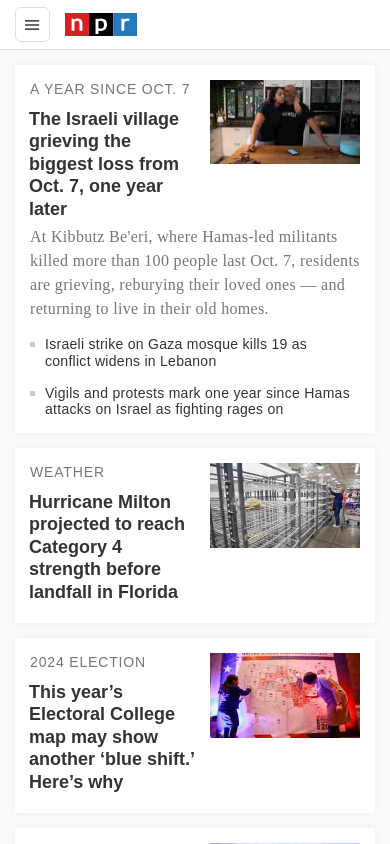 npr
A YEAR SINCE OCT. 7
The Israeli village
grieving the
biggest loss from
Oct. 7, one year
later
At Kibbutz Be'eri, where Hamas-led militants
killed more than 100 people last Oct. 7, residents
are grieving, reburying their loved ones — and
returning to live in their old homes.
Israeli strike on Gaza mosque kills 19 as
conflict widens in Lebanon
Vigils and protests mark one year since Hamas
attacks on Israel as fighting rages on
WEATHER
Hurricane Milton
projected to reach
Category 4
strength before
landfall in Florida
2024 ELECTION
This year’s
Electoral College
map may show
another ‘blue shift.’
Here’s why